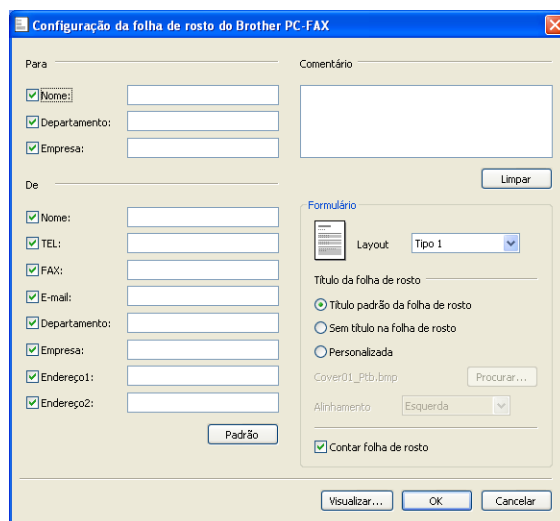 Configuração da folha de rosto do Brother PC-FAX
Para
Nome:
Departamento:
Empresa:
De
Nome:
TEL:
FAX:
E-mail:
Departamento:
Empresa:
Endereço1:
Endereço2:
Padrão
Comentário
Limpar
Formulário
Layout
Tipo 1
Título da folha de rosto
Título padrão da folha de rosto
Sem título na folha de rosto
Personalizada
Cover01_Ptb.bmp
Procurar...
Alinhamento
Esquerda
Contar folha de rosto
Visualizar...
OK
Cancelar